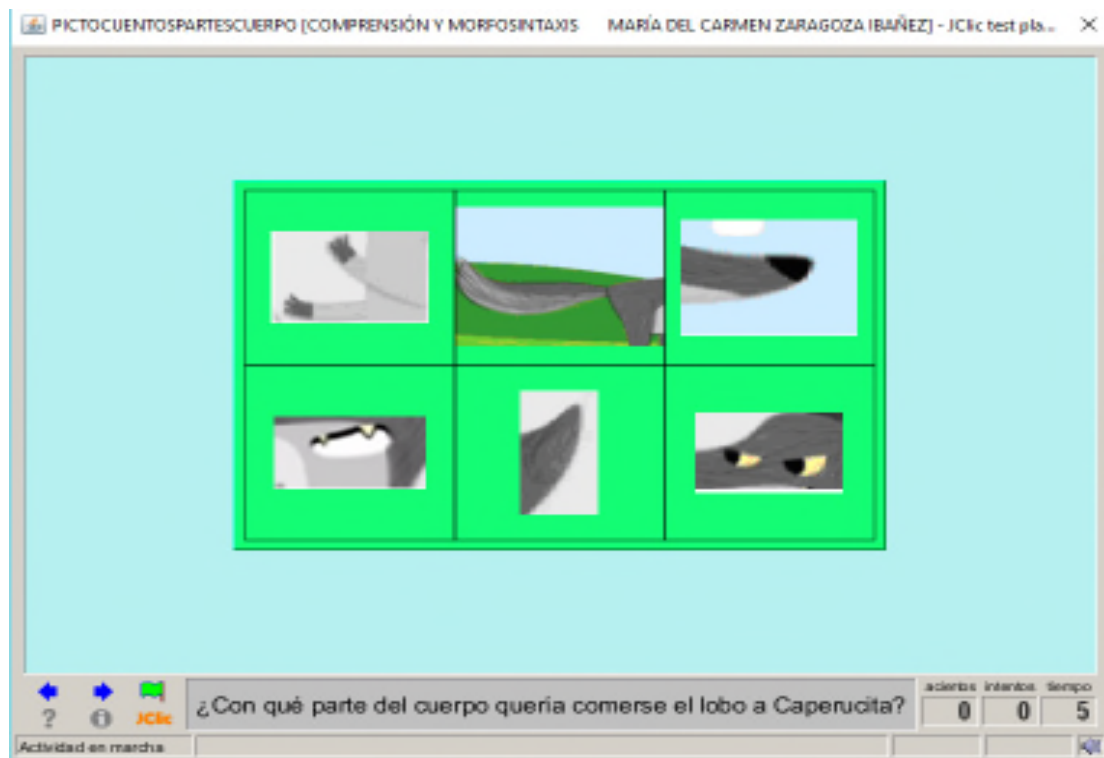 PICTOCUENTOSPARTESCUERPO [COMPRENSIÓN Y MORFOSINTAXIS MARÍA DEL CARMEN ZARAGOZA IBAÑEZ] - JClic test pla...
¿Con qué parte del cuerpo quería comerse el lobo a Caperucita?
aciertos intentos tiempo
0 0 5
? i JClic
Actividad en marcha